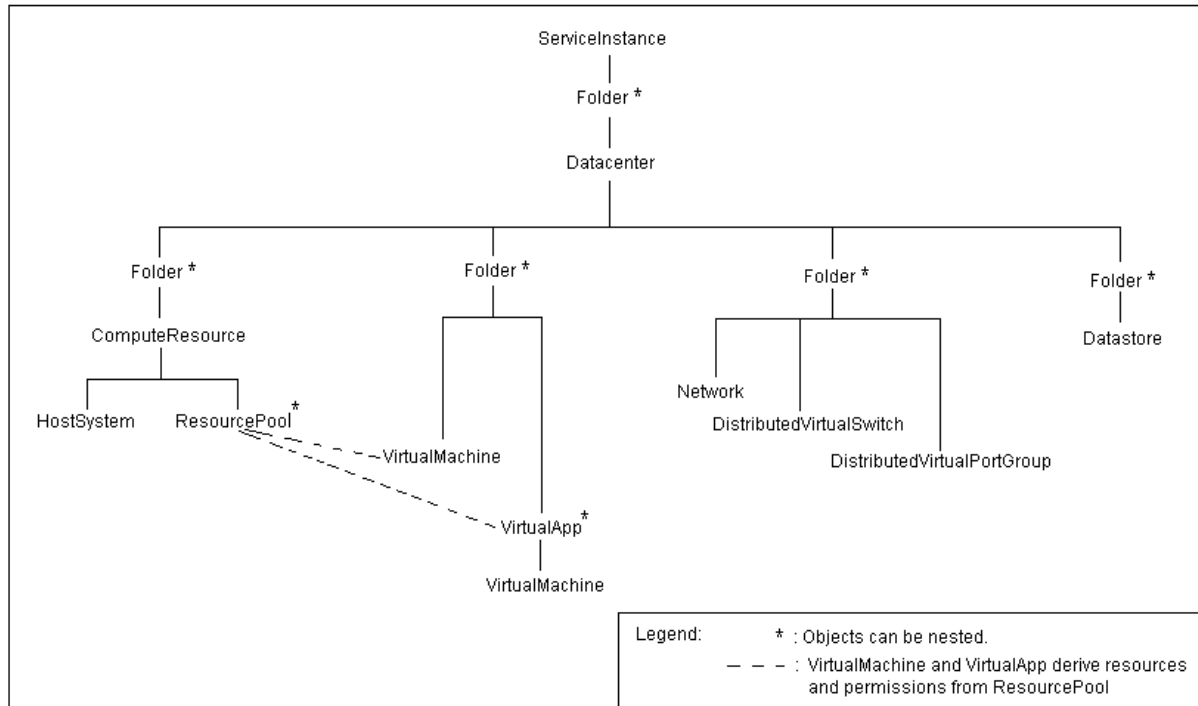 ServiceInstance
Folder *
Datacenter
Folder *
Folder *
Folder *
Folder *
ComputeResource
Datastore
HostSystem
ResourcePool *
Network
DistributedVirtualSwitch
VirtualMachine
DistributedVirtualPortGroup
VirtualApp *
VirtualMachine
Legend:
* : Objects can be nested.
– – – : VirtualMachine and VirtualApp derive resources
and permissions from ResourcePool